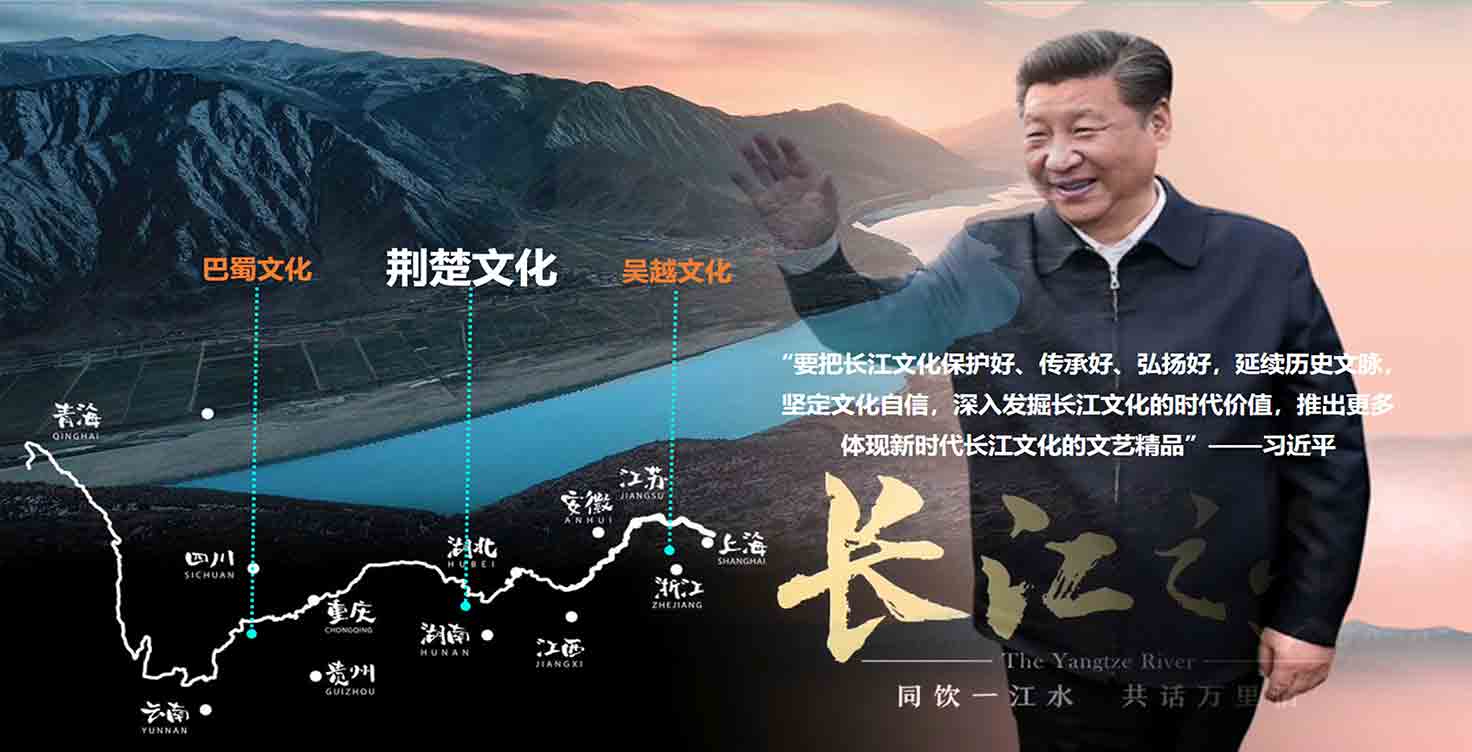 巴蜀文化
荆楚文化
吴越文化
“要把长江文化保护好、传承好、弘扬好，延续历史文脉，
坚定文化自信，深入发掘长江文化的时代价值，推出更多
体现新时代长江文化的文艺精品”——习近平
青海
QINGHAI
四川
SICHUAN
云南
YUNNAN
重庆
CHONGQING
贵州
GUIZHOU
湖北
HUBEI
湖南
HUNAN
安徽
ANHUI
江西
JIANGXI
江苏
JIANGSU
浙江
ZHEJIANG
上海
SHANGHAI
长江之
The Yangtze River
同饮一江水 共话万里